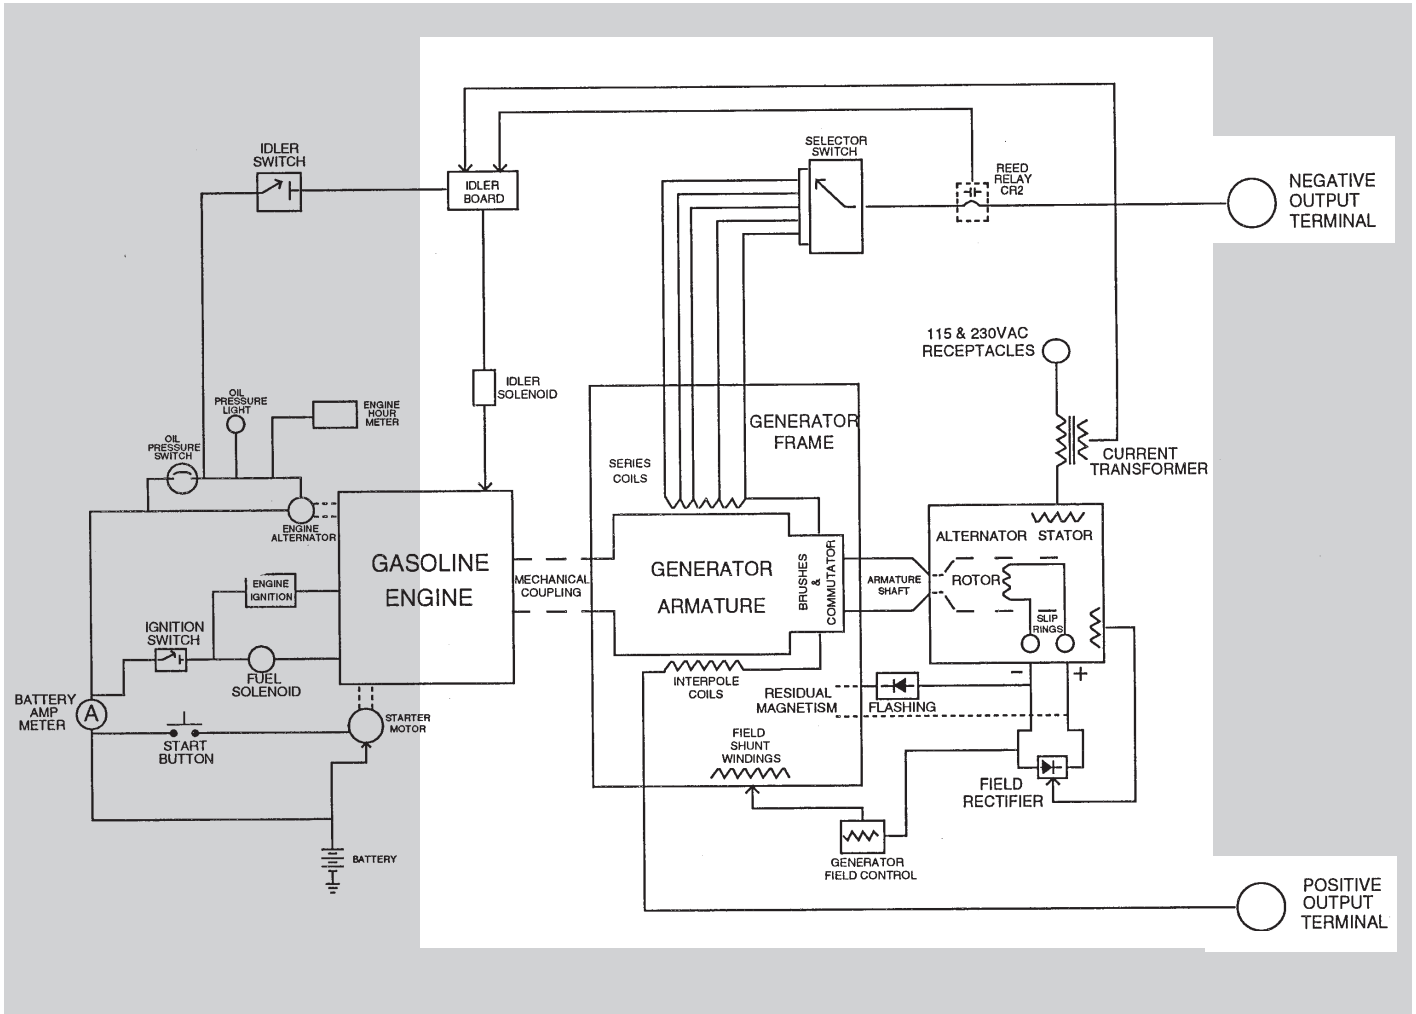 IDLER
SWITCH
IDLER
BOARD
SELECTOR
SWITCH
REED
RELAY
CR2
NEGATIVE
OUTPUT
TERMINAL
115 & 230VAC
RECEPTACLES
OIL
PRESSURE
LIGHT
ENGINE
HOUR
METER
IDLER
SOLENOID
GENERATOR
FRAME
OIL
PRESSURE
SWITCH
SERIES
COILS
CURRENT
TRANSFORMER
ENGINE
ALTERNATOR
GASOLINE
ENGINE
MECHANICAL
COUPLING
GENERATOR
ARMATURE
BRUSHES
&
COMMUTATOR
ARMATURE
SHAFT
ALTERNATOR
STATOR
ROTOR
SLIP
RINGS
ENGINE
IGNITION
IGNITION
SWITCH
FUEL
SOLENOID
INTERPOLE
COILS
RESIDUAL
MAGNETISM
FLASHING
−
+
BATTERY
AMP
METER
A
START
BUTTON
STARTER
MOTOR
FIELD
SHUNT
WINDINGS
FIELD
RECTIFIER
BATTERY
GENERATOR
FIELD CONTROL
POSITIVE
OUTPUT
TERMINAL